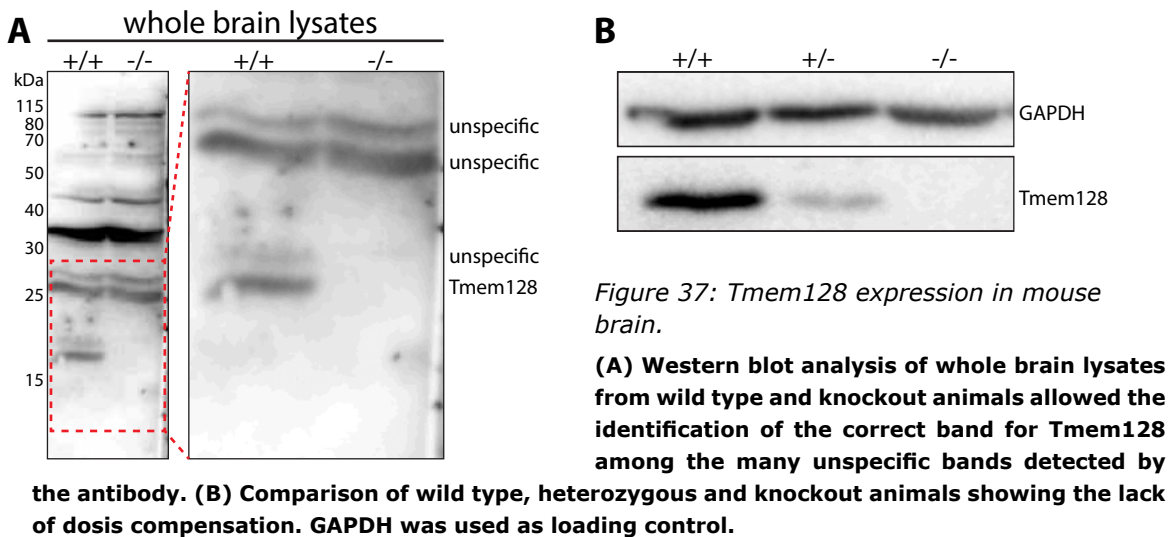 A
whole brain lysates
+/+ -/-
+/+ -/-
kDa
115
80
70
50
40
30
25
15
unspecific
unspecific
unspecific
Tmem128
B
+/+ +/- -/-
GAPDH
Tmem128
Figure 37: Tmem128 expression in mouse
brain.
(A) Western blot analysis of whole brain lysates
from wild type and knockout animals allowed the
identification of the correct band for Tmem128
among the many unspecific bands detected by
the antibody. (B) Comparison of wild type, heterozygous and knockout animals showing the lack
of dosis compensation. GAPDH was used as loading control.